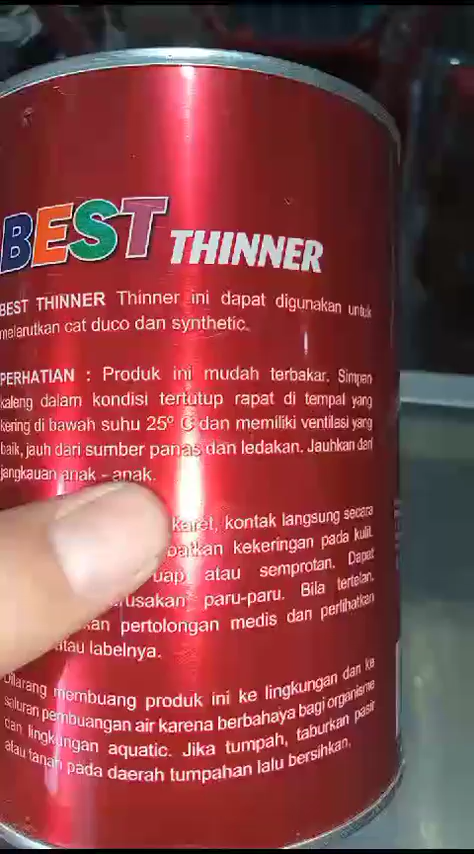 BEST THINNER
BEST THINNER Thinner ini dapat digunakan untuk
melarutkan cat duco dan synthetic.
PERHATIAN : Produk ini mudah terbakar. Simpan
kaleng dalam kondisi tertutup rapat di tempat yang
kering di bawah suhu 25° C dan memiliki ventilasi yang
baik, jauh dari sumber panas dan ledakan. Jauhkan dari
jangkauan anak - anak.
karet, kontak langsung secara
kekeringan pada kulit.
uap atau semprotan. Dapat
paru-paru. Bila tertelan,
pertolongan medis dan perlihatkan
atau labelnya.
Dilarang membuang produk ini ke lingkungan dan ke
saluran pembuangan air karena berbahaya bagi organisme
dan lingkungan aquatic. Jika tumpah, taburkan pasir
atau tanah pada daerah tumpahan lalu bersihkan.